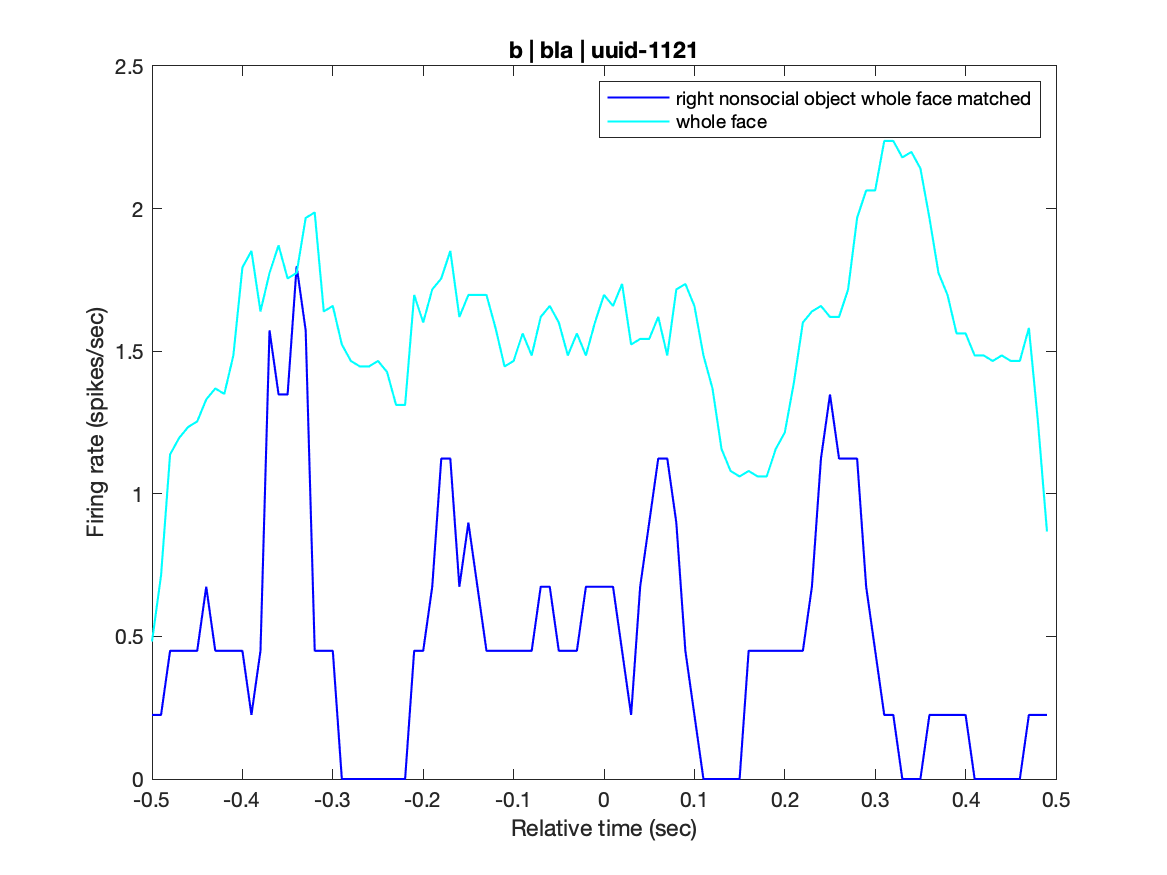 b | bla | uuid-1121
right nonsocial object whole face matched
whole face
Firing rate (spikes/sec)
2.5
2
1.5
1
0.5
0
-0.5 -0.4 -0.3 -0.2 -0.1 0 0.1 0.2 0.3 0.4 0.5
Relative time (sec)